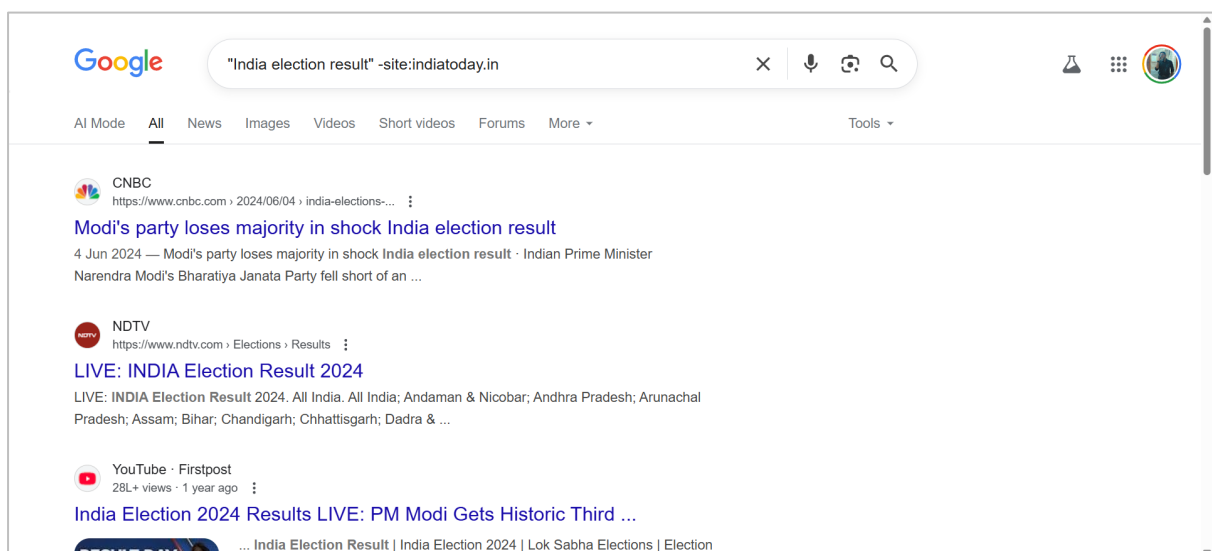 Google
"India election result" -site:indiatoday.in
AI Mode All News Images Videos Short videos Forums More Tools
CNBC
https://www.cnbc.com › 2024/06/04 › india-elections-...
Modi's party loses majority in shock India election result
4 Jun 2024 — Modi's party loses majority in shock India election result · Indian Prime Minister
Narendra Modi's Bharatiya Janata Party fell short of an ...
NDTV
NDTV
https://www.ndtv.com › Elections › Results
LIVE: INDIA Election Result 2024
LIVE: INDIA Election Result 2024. All India. All India; Andaman & Nicobar; Andhra Pradesh; Arunachal
Pradesh; Assam; Bihar; Chandigarh; Chhattisgarh; Dadra & ...
YouTube · Firstpost
28L+ views · 1 year ago
India Election 2024 Results LIVE: PM Modi Gets Historic Third ...
... India Election Result | India Election 2024 | Lok Sabha Elections | Election